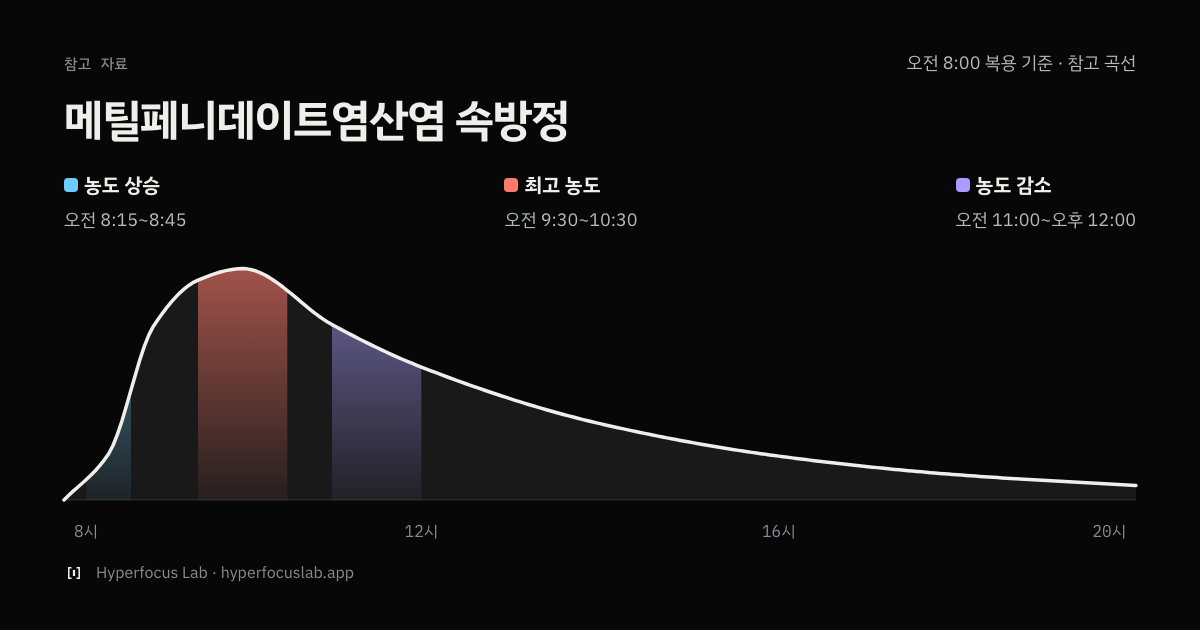 참고 자료
오전 8:00 복용 기준 · 참고 곡선
메틸페니데이트염산염 속방정
농도 상승
오전 8:15~8:45
최고 농도
오전 9:30~10:30
농도 감소
오전 11:00~오후 12:00
8시 12시 16시 20시
Hyperfocus Lab · hyperfocuslab.app